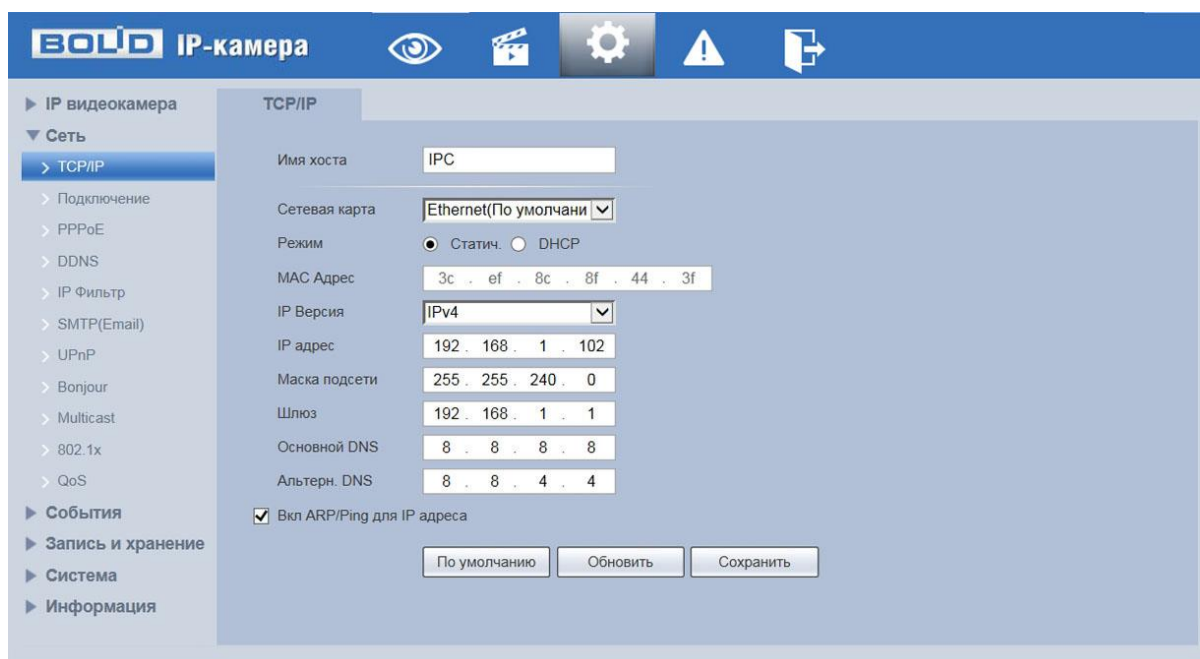 BOLID IP-камера
IP видеокамера
Сеть
TCP/IP
Подключение
PPPoE
DDNS
IP Фильтр
SMTP(Email)
UPnP
Bonjour
Multicast
802.1x
QoS
События
Запись и хранение
Система
Информация
TCP/IP
Имя хоста IPC
Сетевая карта Ethernet(По умолчани
Режим Статич. DHCP
MAC Адрес 3c . ef . 8c . 8f . 44 . 3f
IP Версия IPv4
IP адрес 192 . 168 . 1 . 102
Маска подсети 255 . 255 . 240 . 0
Шлюз 192 . 168 . 1 . 1
Основной DNS 8 . 8 . 8 . 8
Альтерн. DNS 8 . 8 . 4 . 4
Вкл ARP/Ping для IP адреса
По умолчанию Обновить Сохранить